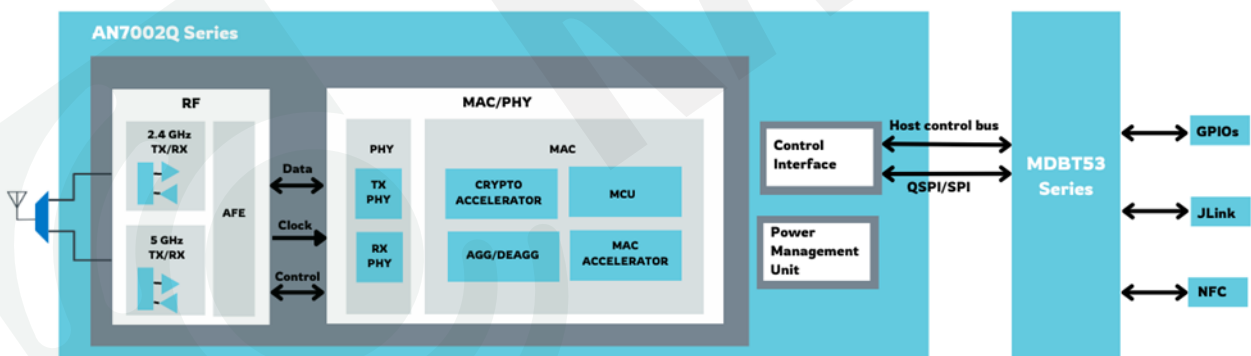 AN7002Q Series
RF
2.4 GHz
TX/RX
5 GHz
TX/RX
AFE
Data
Clock
Control
MAC/PHY
PHY
TX
PHY
RX
PHY
MAC
CRYPTO
ACCELERATOR
MCU
AGG/DEAGG
MAC
ACCELERATOR
Control
Interface
Power
Management
Unit
Host control bus
QSPI/SPI
MDBT53
Series
GPIOs
JLink
NFC